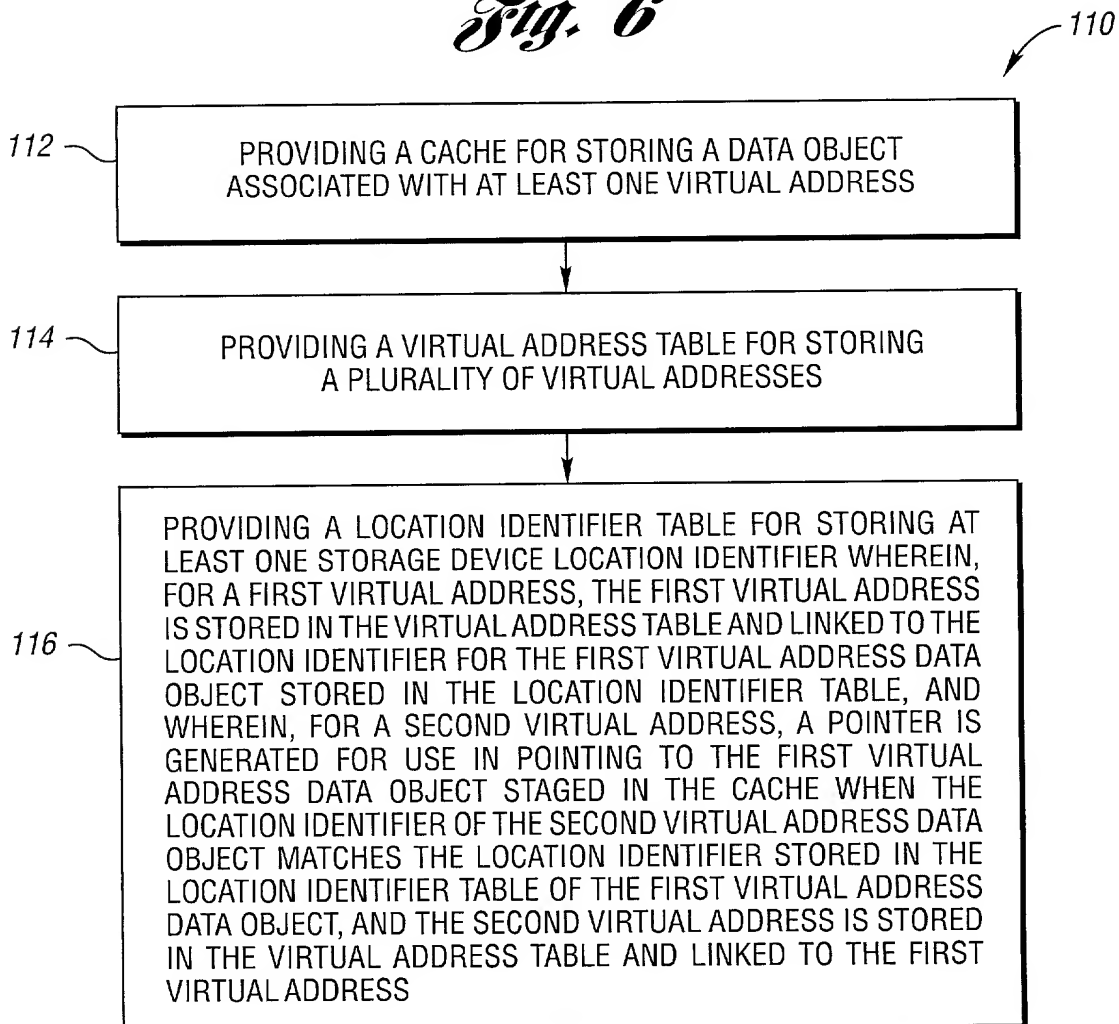 Fig. 6
110
112
PROVIDING A CACHE FOR STORING A DATA OBJECT
ASSOCIATED WITH AT LEAST ONE VIRTUAL ADDRESS
114
PROVIDING A VIRTUAL ADDRESS TABLE FOR STORING
A PLURALITY OF VIRTUAL ADDRESSES
116
PROVIDING A LOCATION IDENTIFIER TABLE FOR STORING AT
LEAST ONE STORAGE DEVICE LOCATION IDENTIFIER WHEREIN,
FOR A FIRST VIRTUAL ADDRESS, THE FIRST VIRTUAL ADDRESS
IS STORED IN THE VIRTUAL ADDRESS TABLE AND LINKED TO THE
LOCATION IDENTIFIER FOR THE FIRST VIRTUAL ADDRESS DATA
OBJECT STORED IN THE LOCATION IDENTIFIER TABLE, AND
WHEREIN, FOR A SECOND VIRTUAL ADDRESS, A POINTER IS
GENERATED FOR USE IN POINTING TO THE FIRST VIRTUAL
ADDRESS DATA OBJECT STAGED IN THE CACHE WHEN THE
LOCATION IDENTIFIER OF THE SECOND VIRTUAL ADDRESS DATA
OBJECT MATCHES THE LOCATION IDENTIFIER STORED IN THE
LOCATION IDENTIFIER TABLE OF THE FIRST VIRTUAL ADDRESS
DATA OBJECT, AND THE SECOND VIRTUAL ADDRESS IS STORED
IN THE VIRTUAL ADDRESS TABLE AND LINKED TO THE FIRST
VIRTUAL ADDRESS